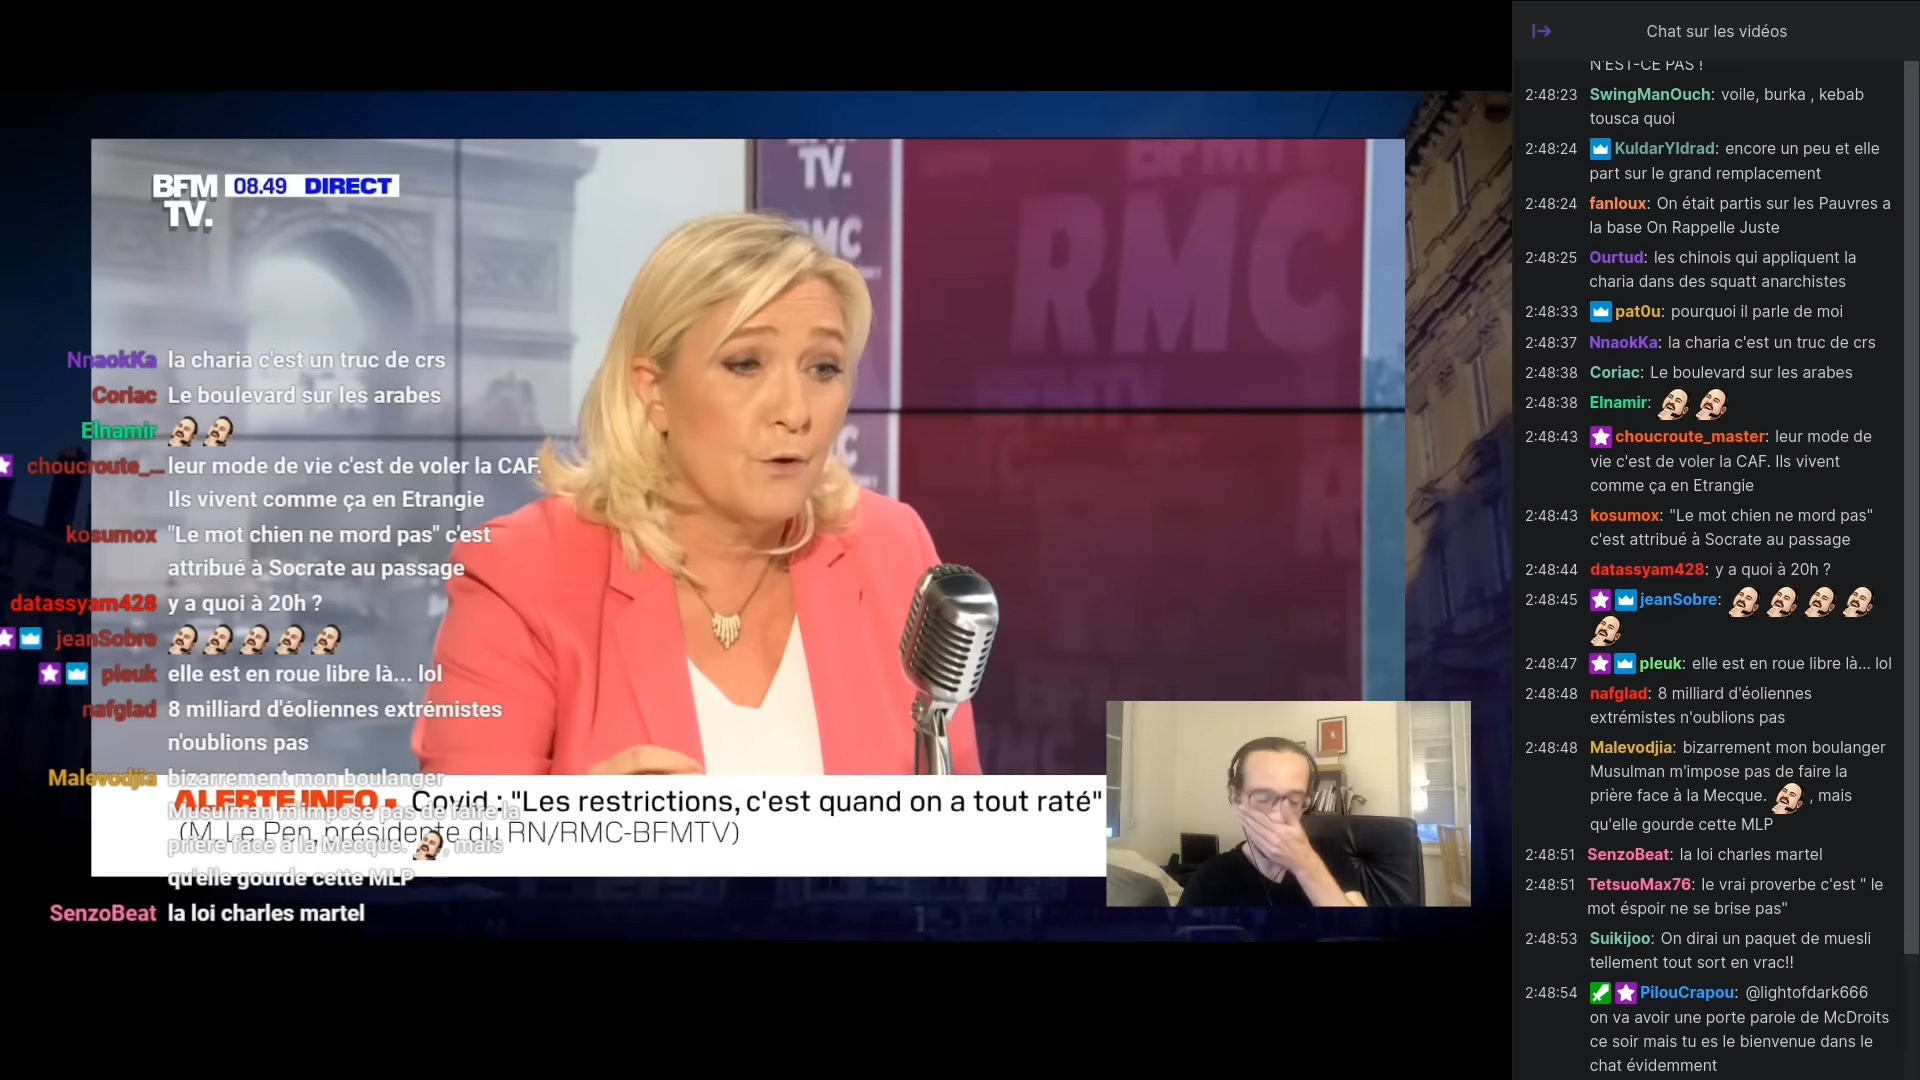 BFM
TV.
08.49 DIRECT
TV.
RMC
BFMTV
RMC
NnaokKa la charia c'est un truc de crs
Coriac Le boulevard sur les arabes
Elnamir
choucroute_... leur mode de vie c'est de voler la CAF.
Ils vivent comme ça en Etrangie
kosumox "Le mot chien ne mord pas" c'est
attribué à Socrate au passage
datassyam428 y a quoi à 20h ?
jeanSobre
pleuk elle est en roue libre là... lol
nafglad 8 milliard d'éoliennes extrémistes
n'oublions pas
Malevodjia bizarrement mon boulanger
Musulman m'impose pas de faire la
prière face à la Mecque. , mais
qu'elle gourde cette MLP
SenzoBeat la loi charles martel
ALERTE INFO Covid : "Les restrictions, c'est quand on a tout raté"
(M. Le Pen, présidente du RN/RMC-BFMTV)
Chat sur les vidéos
N'EST-CE PAS !
2:48:23 SwingManOuch: voile, burka , kebab
tousca quoi
2:48:24 KuldarYldrad: encore un peu et elle
part sur le grand remplacement
2:48:24 fanloux: On était partis sur les Pauvres a
la base On Rappelle Juste
2:48:25 Ourtud: les chinois qui appliquent la
charia dans des squatt anarchistes
2:48:33 pat0u: pourquoi il parle de moi
2:48:37 NnaokKa: la charia c'est un truc de crs
2:48:38 Coriac: Le boulevard sur les arabes
2:48:38 Elnamir:
2:48:43 choucroute_master: leur mode de
vie c'est de voler la CAF. Ils vivent
comme ça en Etrangie
2:48:43 kosumox: "Le mot chien ne mord pas"
c'est attribué à Socrate au passage
2:48:44 datassyam428: y a quoi à 20h ?
2:48:45 jeanSobre:
2:48:47 pleuk: elle est en roue libre là... lol
2:48:48 nafglad: 8 milliard d'éoliennes
extrémistes n'oublions pas
2:48:48 Malevodjia: bizarrement mon boulanger
Musulman m'impose pas de faire la
prière face à la Mecque. , mais
qu'elle gourde cette MLP
2:48:51 SenzoBeat: la loi charles martel
2:48:51 TetsuoMax76: le vrai proverbe c'est " le
mot éspoir ne se brise pas"
2:48:53 Suikijoo: On dirai un paquet de muesli
tellement tout sort en vrac!!
2:48:54 PilouCrapou: @lightofdark666
on va avoir une porte parole de McDroits
ce soir mais tu es le bienvenue dans le
chat évidemment